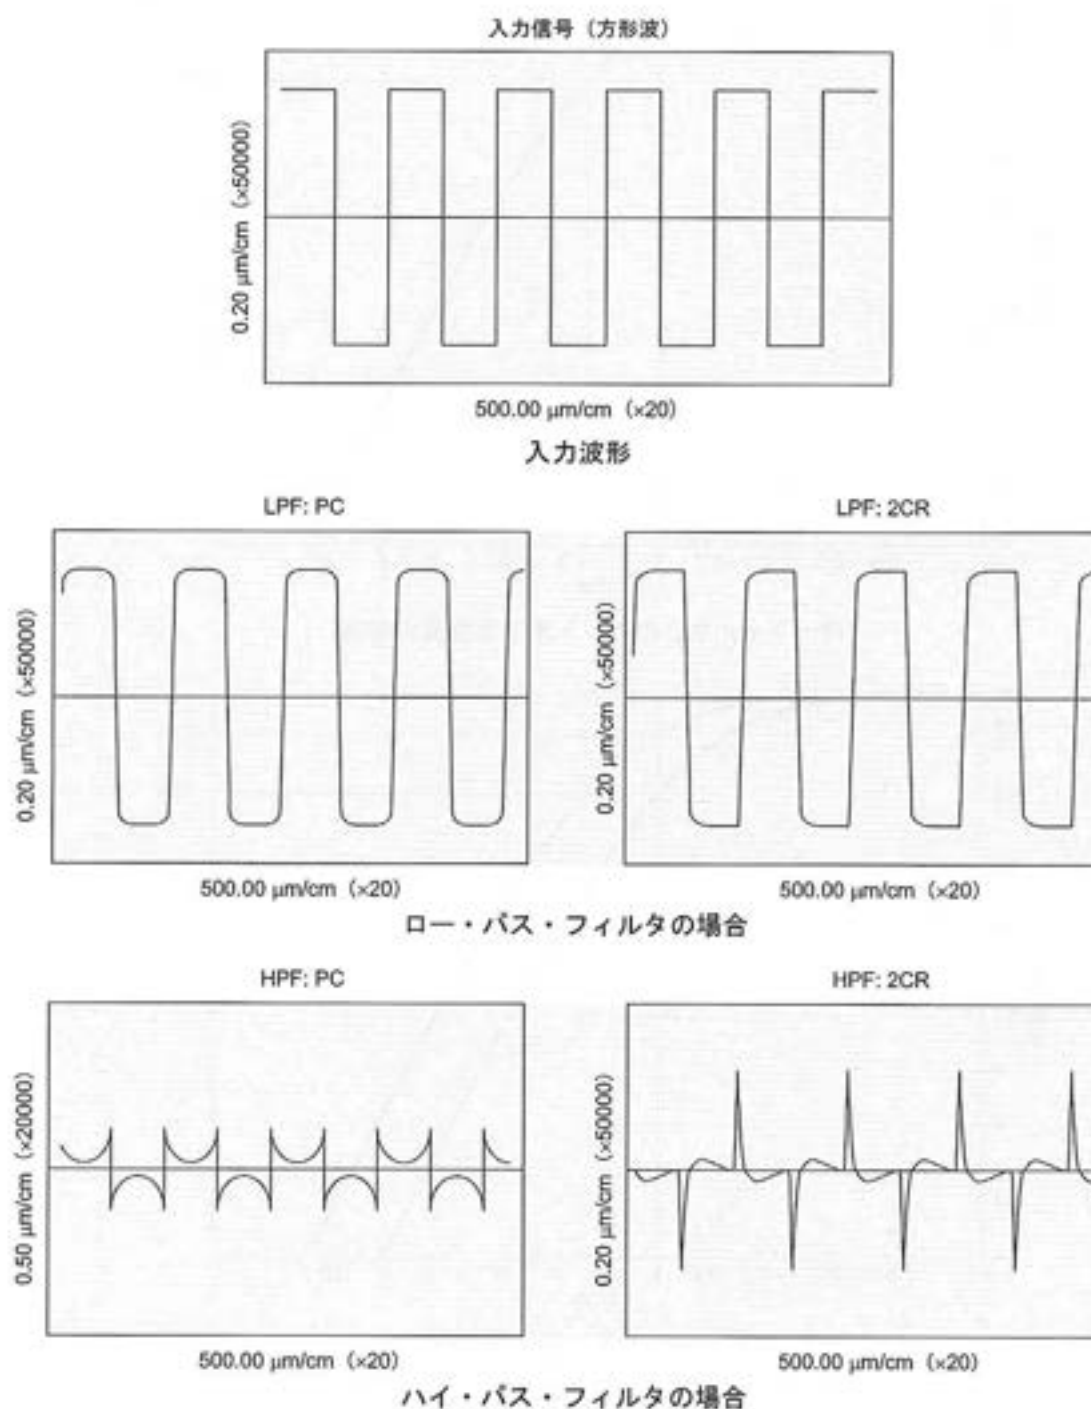 入力信号（方形波）
0.20 μm/cm（×50000）
500.00 μm/cm（×20）
入力波形
LPF: PC
0.20 μm/cm（×50000）
500.00 μm/cm（×20）
LPF: 2CR
0.20 μm/cm（×50000）
500.00 μm/cm（×20）
ロー・パス・フィルタの場合
HPF: PC
0.50 μm/cm（×20000）
500.00 μm/cm（×20）
HPF: 2CR
0.20 μm/cm（×50000）
500.00 μm/cm（×20）
ハイ・パス・フィルタの場合